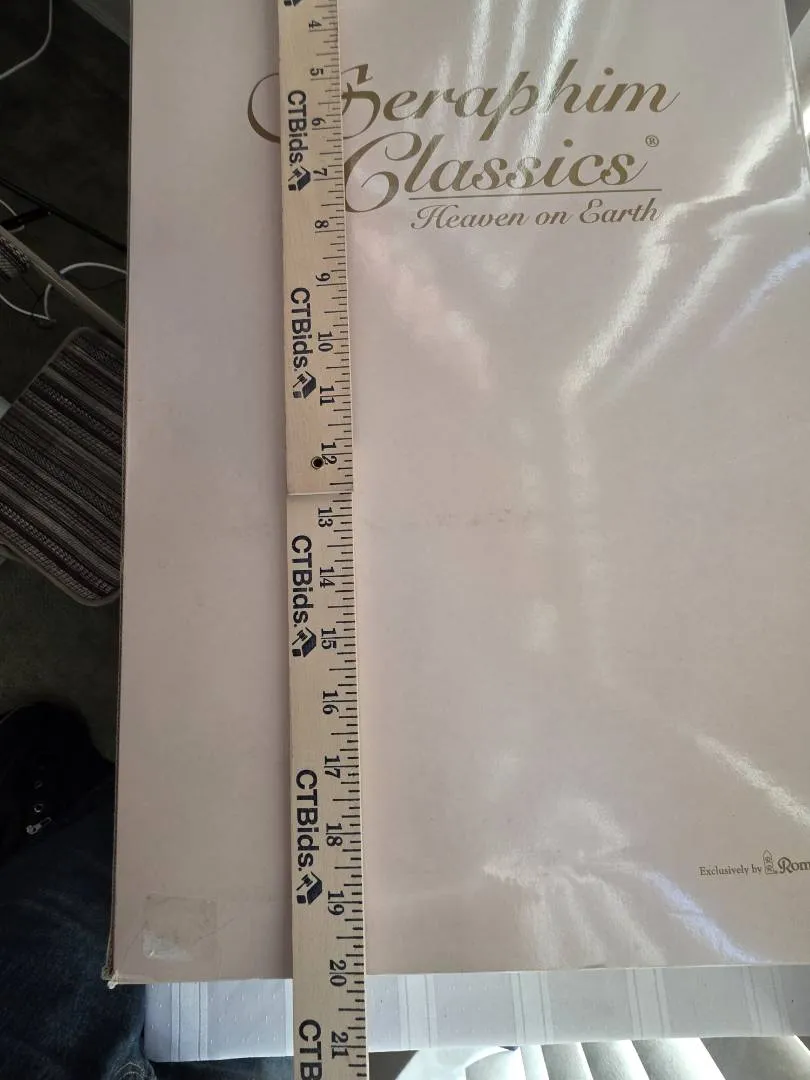 Seraphim
Classics®
Heaven on Earth
4
5
CTBids.
6
7
8
9
CTBids.
10
11
12
13
CTBids.
14
15
16
17
CTBids.
18
19
20
CTB
21
Exclusively by Rom